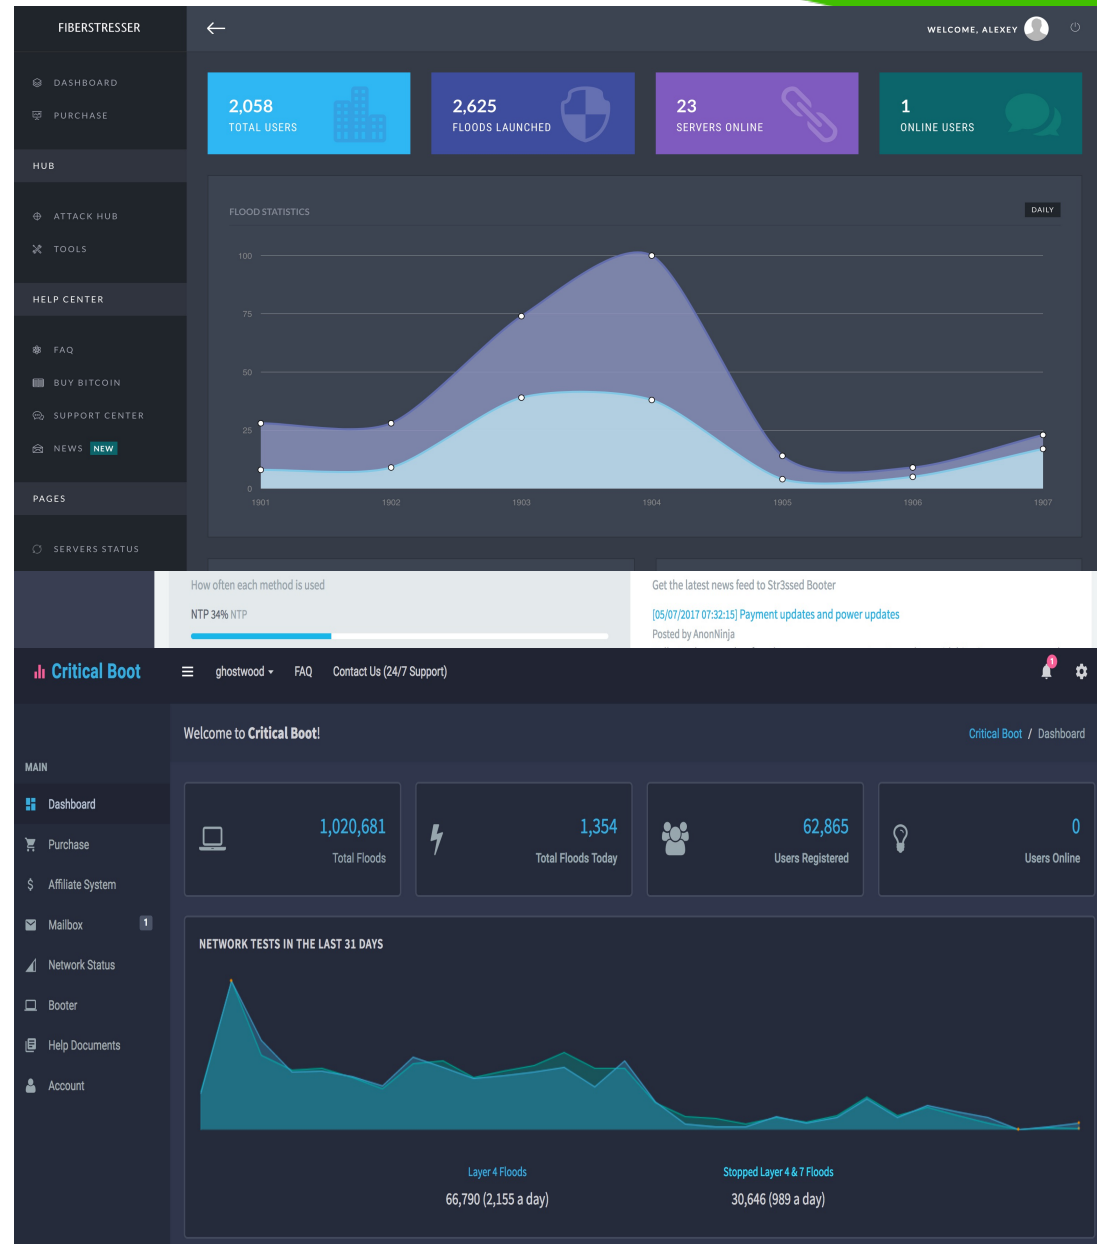 FIBERSTRESSER
WELCOME, ALEXEY
DASHBOARD
PURCHASE
HUB
ATTACK HUB
TOOLS
HELP CENTER
FAQ
BUY BITCOIN
SUPPORT CENTER
NEWS NEW
PAGES
SERVERS STATUS
2,058
TOTAL USERS
2,625
FLOODS LAUNCHED
23
SERVERS ONLINE
1
ONLINE USERS
FLOOD STATISTICS
DAILY
100
75
50
25
0
1901 1902 1903 1904 1905 1906 1907
How often each method is used
NTP 34% NTP
Get the latest news feed to Str3ssed Booter
[05/07/2017 07:32:15] Payment updates and power updates
Posted by AnonNinja
Critical Boot
ghostwood
FAQ
Contact Us (24/7 Support)
1
Welcome to Critical Boot!
Critical Boot / Dashboard
MAIN
Dashboard
Purchase
Affiliate System
Mailbox 1
Network Status
Booter
Help Documents
Account
1,020,681
Total Floods
1,354
Total Floods Today
62,865
Users Registered
0
Users Online
NETWORK TESTS IN THE LAST 31 DAYS
Layer 4 Floods
66,790 (2,155 a day)
Stopped Layer 4 & 7 Floods
30,646 (989 a day)